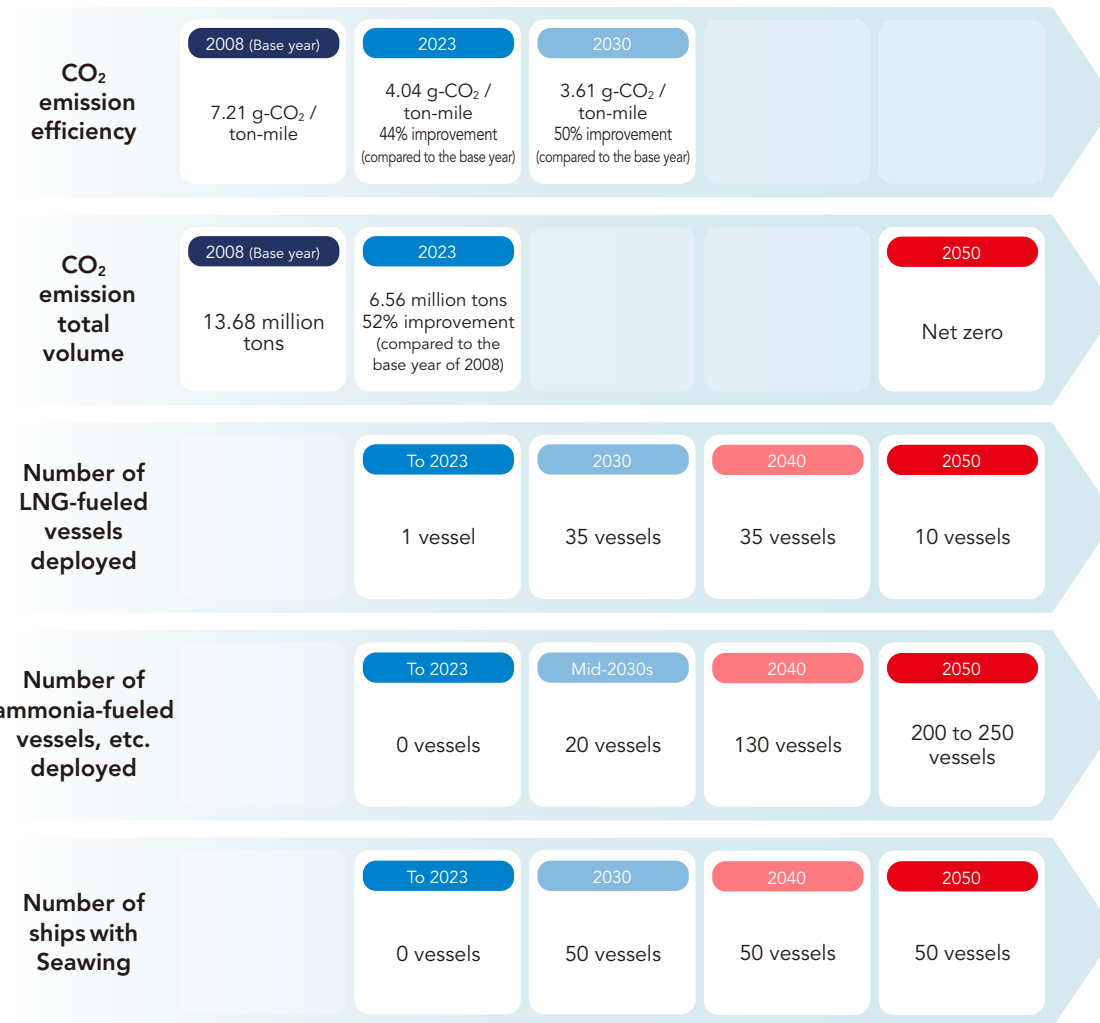 CO₂
emission
efficiency
2008 (Base year)
7.21 g-CO₂ /
ton-mile
2023
4.04 g-CO₂ /
ton-mile
44% improvement
(compared to the base year)
2030
3.61 g-CO₂ /
ton-mile
50% improvement
(compared to the base year)
CO₂
emission
total
volume
2008 (Base year)
13.68 million
tons
2023
6.56 million tons
52% improvement
(compared to the
base year of 2008)
2050
Net zero
Number of
LNG-fueled
vessels
deployed
To 2023
1 vessel
2030
35 vessels
2040
35 vessels
2050
10 vessels
Number of
ammonia-fueled
vessels, etc.
deployed
To 2023
0 vessels
Mid-2030s
20 vessels
2040
130 vessels
2050
200 to 250
vessels
Number of
ships with
Seawing
To 2023
0 vessels
2030
50 vessels
2040
50 vessels
2050
50 vessels